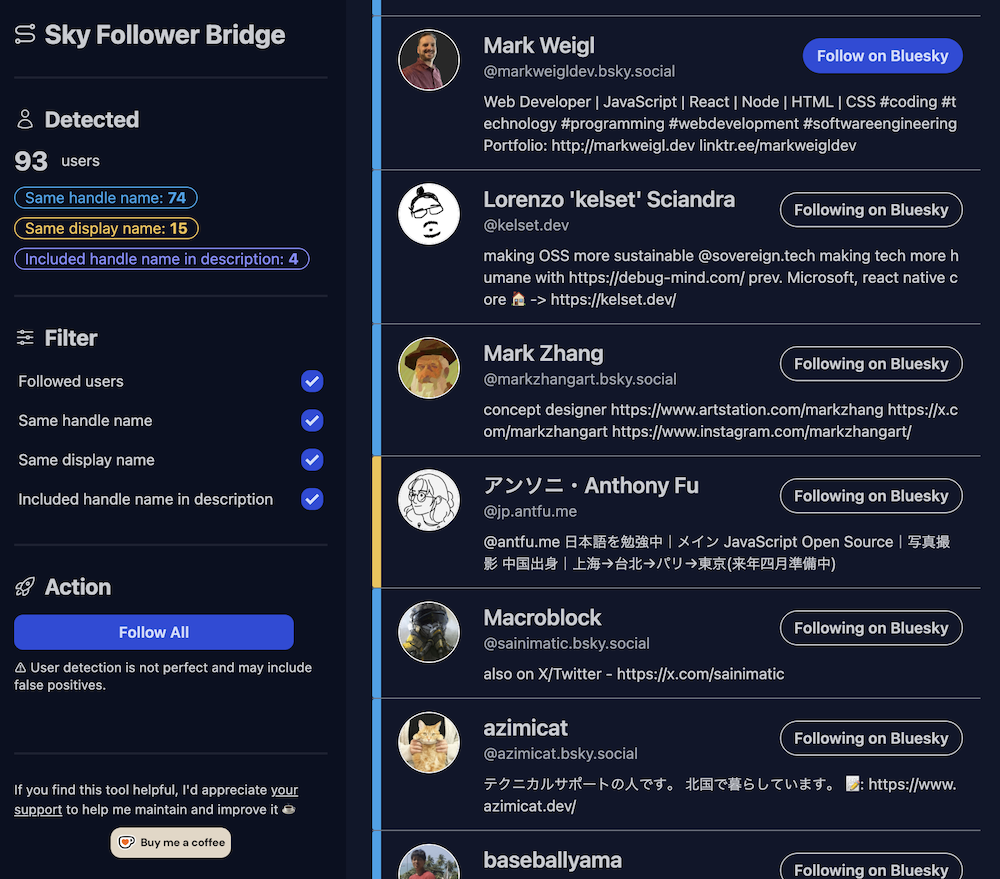 Sky Follower Bridge
Detected
93 users
Same handle name: 74
Same display name: 15
Included handle name in description: 4
Filter
Followed users
Same handle name
Same display name
Included handle name in description
Action
Follow All
⚠ User detection is not perfect and may include
false positives.
If you find this tool helpful, I'd appreciate your
support to help me maintain and improve it ☕
Buy me a coffee
Mark Weigl
@markweigldev.bsky.social
Follow on Bluesky
Web Developer | JavaScript | React | Node | HTML | CSS #coding #t
echnology #programming #webdevelopment #softwareengineering
Portfolio: http://markweigl.dev linktr.ee/markweigldev
Lorenzo 'kelset' Sciandra
@kelset.dev
Following on Bluesky
making OSS more sustainable @sovereign.tech making tech more h
umane with https://debug-mind.com/ prev. Microsoft, react native c
ore 🏠 -> https://kelset.dev/
Mark Zhang
@markzhangart.bsky.social
Following on Bluesky
concept designer https://www.artstation.com/markzhang https://x.c
om/markzhangart https://www.instagram.com/markzhangart/
アンソニ・Anthony Fu
@jp.antfu.me
Following on Bluesky
@antfu.me 日本語を勉強中｜メイン JavaScript Open Source｜写真撮
影 中国出身｜上海→台北→パリ→東京(来年四月準備中)
Macroblock
@sainimatic.bsky.social
Following on Bluesky
also on X/Twitter - https://x.com/sainimatic
azimicat
@azimicat.bsky.social
Following on Bluesky
テクニカルサポートの人です。 北国で暮らしています。 📝: https://www.
azimicat.dev/
baseballyama
Following on Bluesky